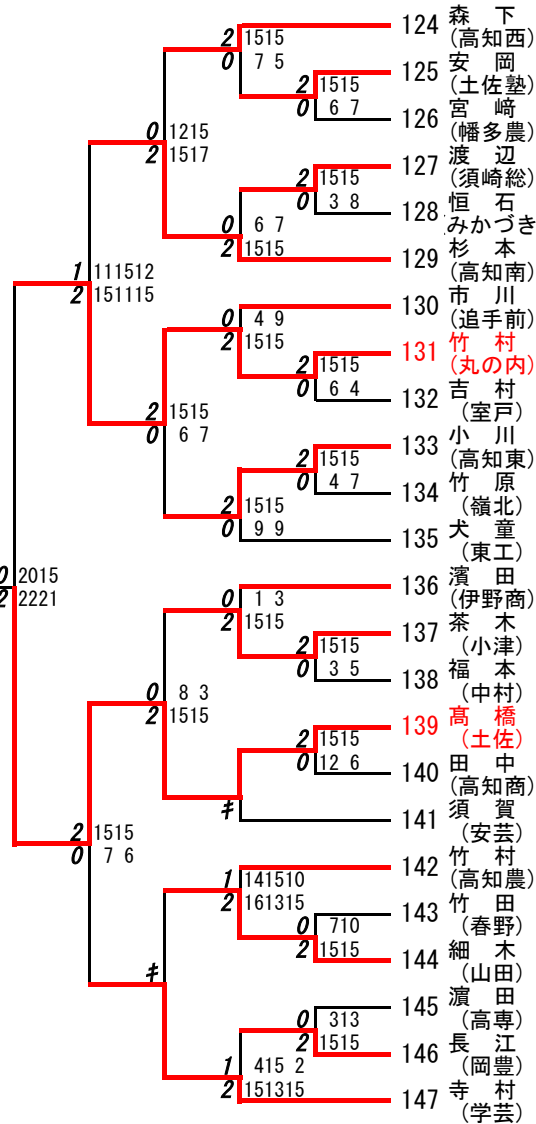 124 森 下
(高知西)
2 1515
0 7 5
125 安 岡
(土佐塾)
2 1515
0 6 7
126 宮 﨑
(幡多農)
0 1215
2 1517
127 渡 辺
(須崎総)
2 1515
0 3 8
128 恒 石
みかづき
0 6 7
2 1515
129 杉 本
(高知南)
1 111512
2 151115
130 市 川
(追手前)
0 4 9
2 1515
131 竹 村
(丸の内)
2 1515
0 6 4
132 吉 村
(室戸)
2 1515
0 6 7
133 小 川
(高知東)
2 1515
0 4 7
134 竹 原
(嶺北)
2 1515
0 9 9
135 犬 童
(東工)
0 2015
2 2221
136 濱 田
(伊野商)
0 1 3
2 1515
137 茶 木
(小津)
2 1515
0 3 5
138 福 本
(中村)
0 8 3
2 1515
139 髙 橋
(土佐)
2 1515
0 12 6
140 田 中
(高知商)
キ
141 須 賀
(安芸)
2 1515
0 7 6
142 竹 村
(高知農)
1 141510
2 161315
143 竹 田
(春野)
0 710
2 1515
144 細 木
(山田)
キ
145 濵 田
(高専)
0 313
2 1515
146 長 江
(岡豊)
1 415 2
2 151315
147 寺 村
(学芸)